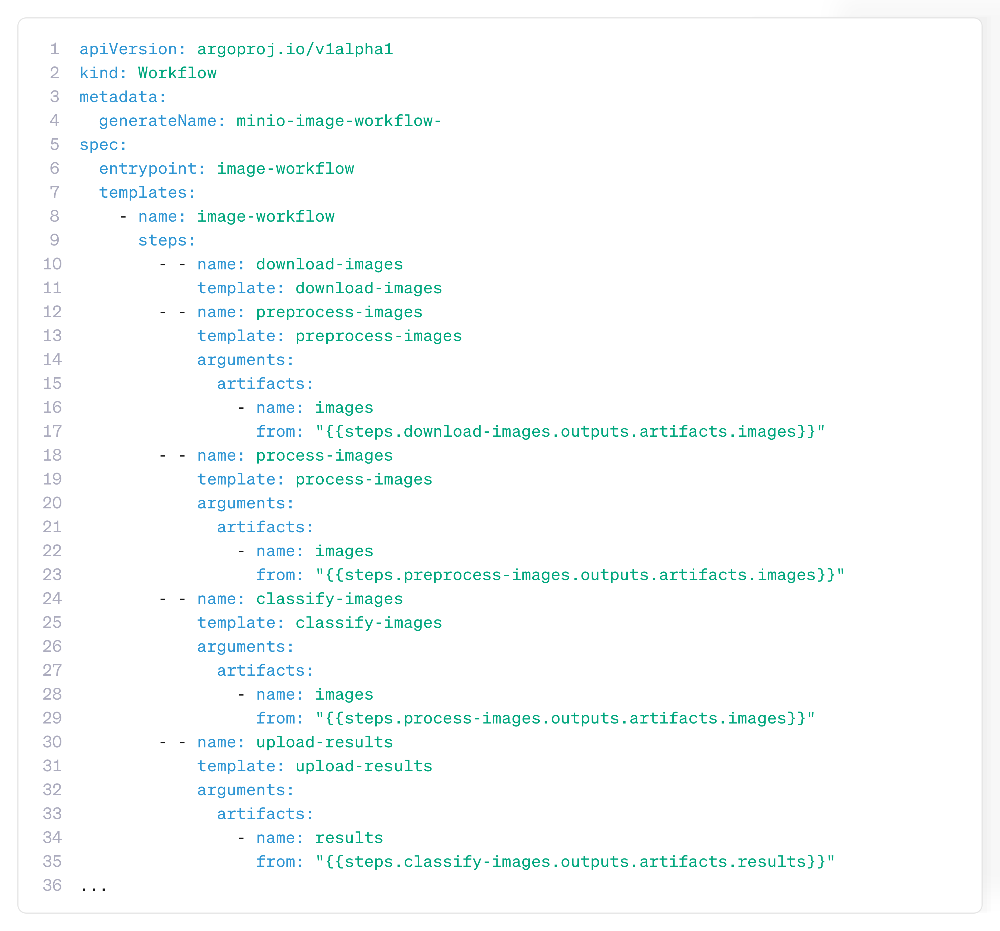 1 apiVersion: argoproj.io/v1alpha1
2 kind: Workflow
3 metadata:
4   generateName: minio-image-workflow-
5 spec:
6   entrypoint: image-workflow
7   templates:
8     - name: image-workflow
9       steps:
10         - - name: download-images
11             template: download-images
12         - - name: preprocess-images
13             template: preprocess-images
14             arguments:
15               artifacts:
16                 - name: images
17                   from: "{{steps.download-images.outputs.artifacts.images}}"
18         - - name: process-images
19             template: process-images
20             arguments:
21               artifacts:
22                 - name: images
23                   from: "{{steps.preprocess-images.outputs.artifacts.images}}"
24         - - name: classify-images
25             template: classify-images
26             arguments:
27               artifacts:
28                 - name: images
29                   from: "{{steps.process-images.outputs.artifacts.images}}"
30         - - name: upload-results
31             template: upload-results
32             arguments:
33               artifacts:
34                 - name: results
35                   from: "{{steps.classify-images.outputs.artifacts.results}}"
36 ...